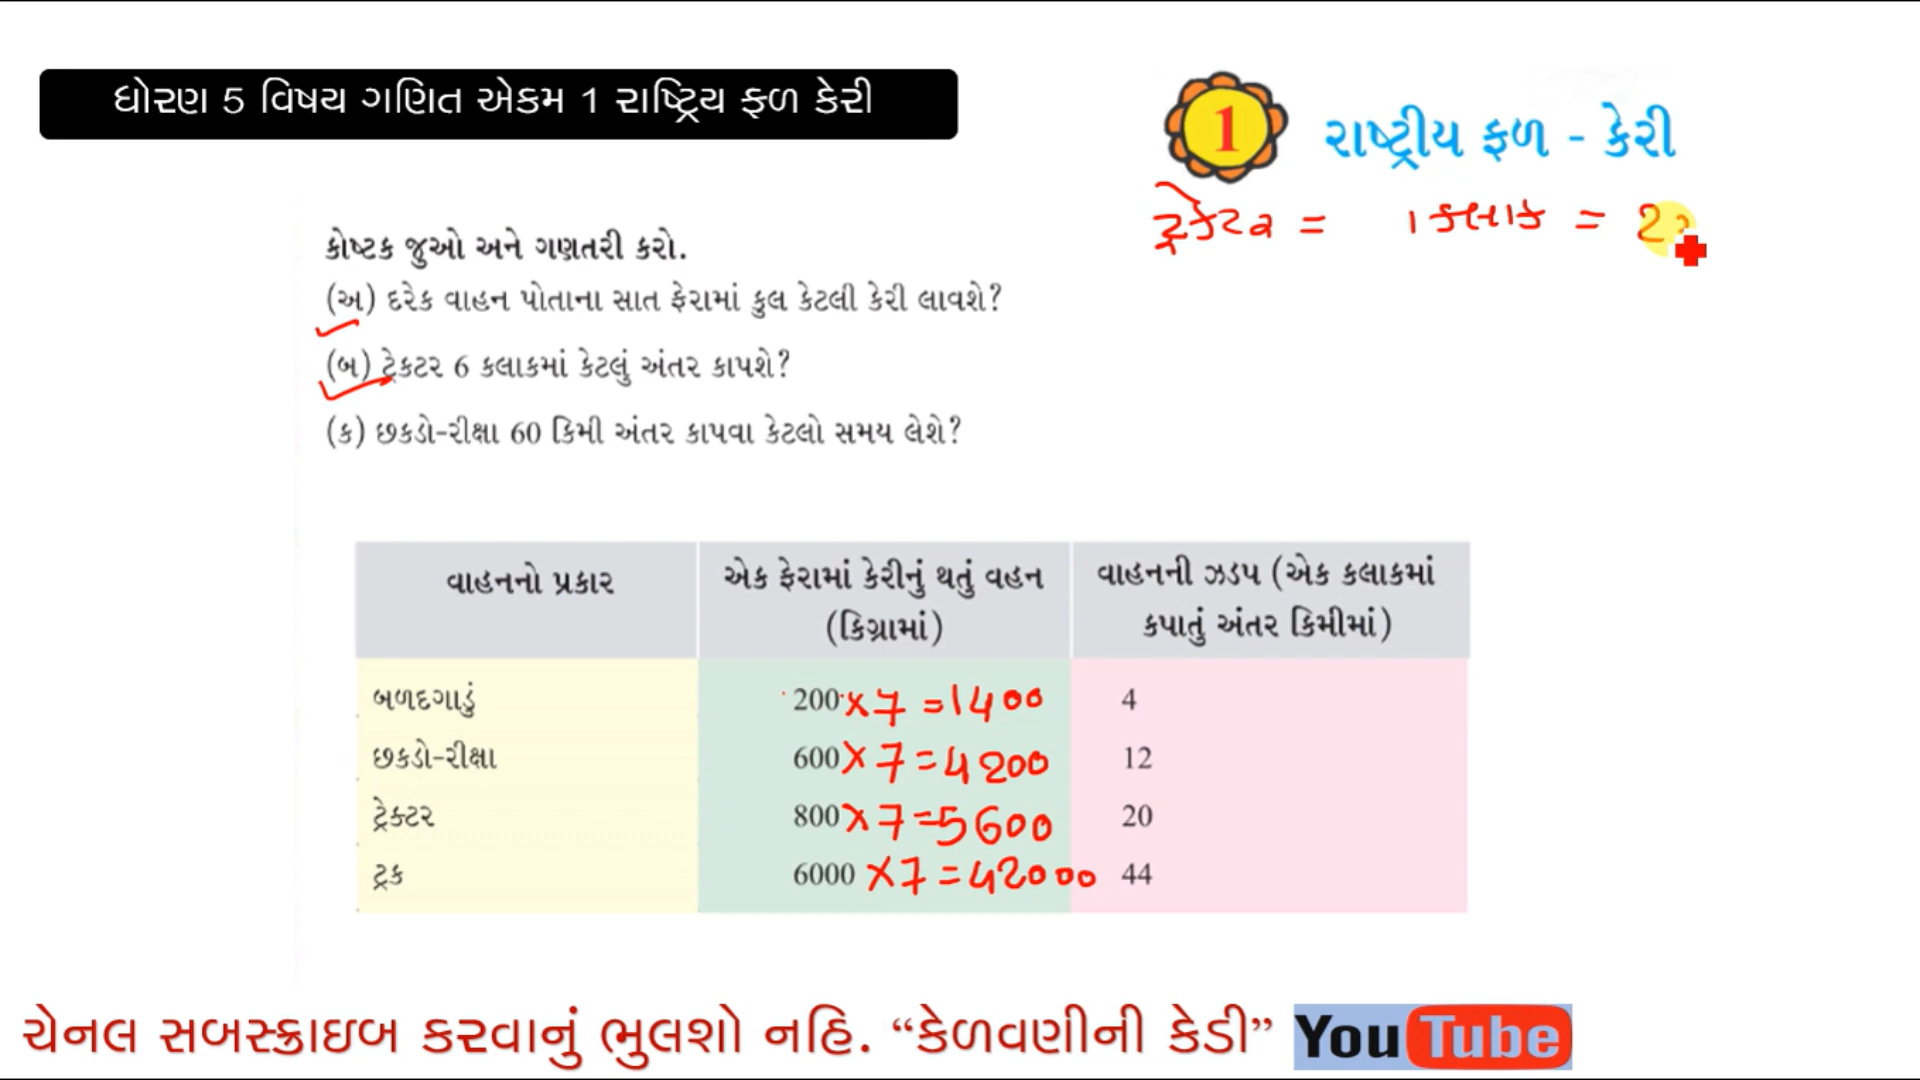 ધોરણ 5 વિષય ગણિત એકમ 1 રાષ્ટ્રિય ફળ કેરી
1 રાષ્ટ્રીય ફળ - કેરી
ટ્રેક્ટર = 1 કલાક = 2
કોષ્ટક જુઓ અને ગણતરી કરો.
(અ) દરેક વાહન પોતાના સાત ફેરામાં કુલ કેટલી કેરી લાવશે?
(બ) ટ્રેકટર 6 કલાકમાં કેટલું અંતર કાપશે?
(ક) છકડો-રીક્ષા 60 કિમી અંતર કાપવા કેટલો સમય લેશે?
વાહનનો પ્રકાર એક ફેરામાં કેરીનું થતું વહન (કિગ્રામાં) વાહનની ઝડપ (એક કલાકમાં કપાતું અંતર કિમીમાં)
બળદગાડું 200 × 7 = 1400 4
છકડો-રીક્ષા 600 × 7 = 4200 12
ટ્રેક્ટર 800 × 7 = 5600 20
ટ્રક 6000 × 7 = 42000 44
ચેનલ સબસ્ક્રાઇબ કરવાનું ભુલશો નહિ. “કેળવણીની કેડી” YouTube